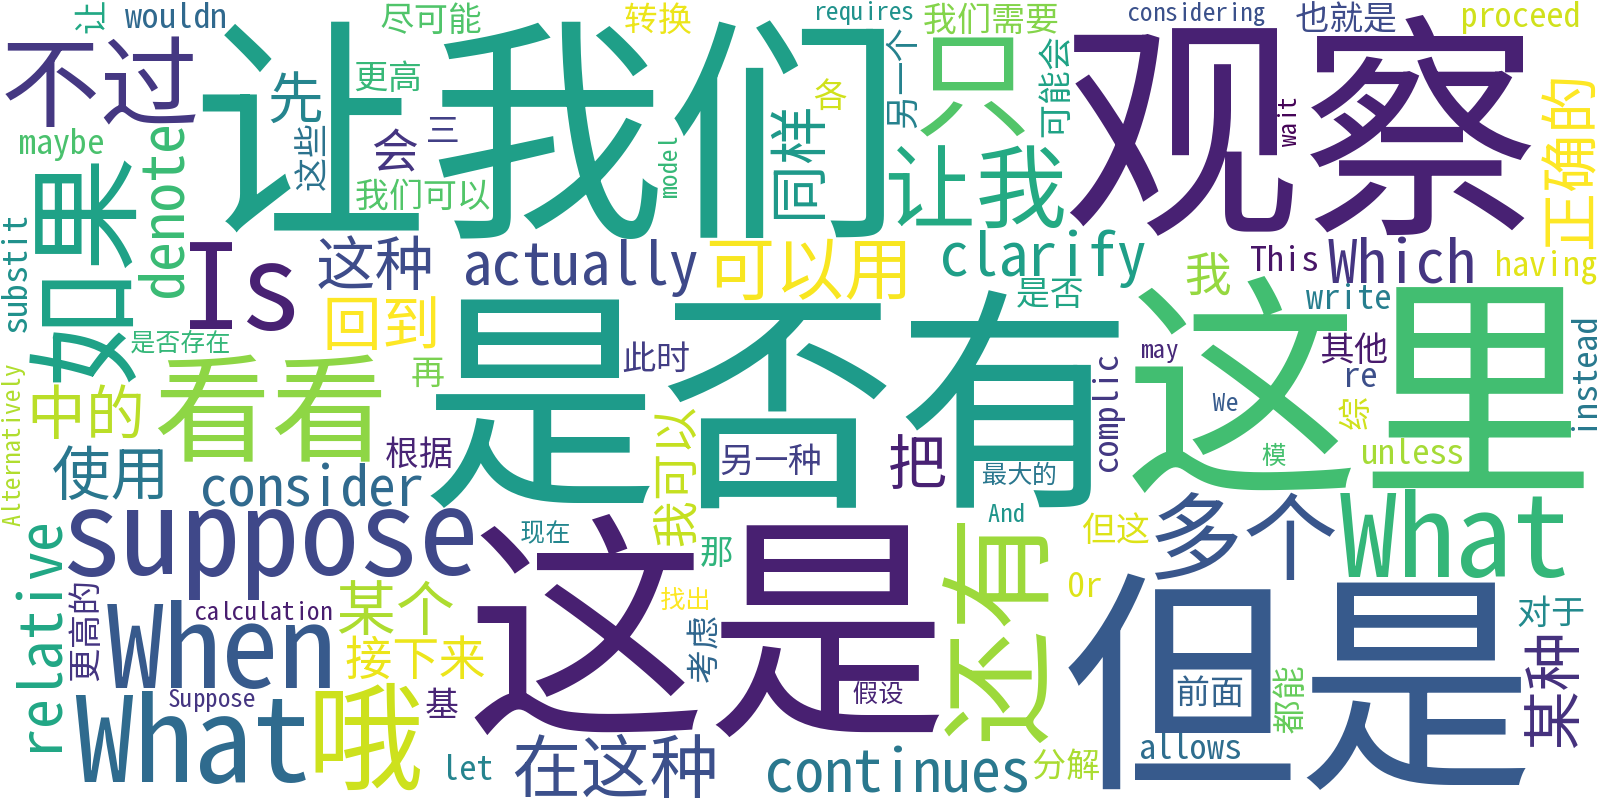 让
wouldn
尽可能
转换
requires
我们需要
considering
也就是
proceed
不过
让我们
只
观察
先
更高
各
另一个
可能会
wait
正确的
maybe
denote
这些
会
三
model
同样
让我
如果
我们可以
substit
Is
这种
actually
可以用
clarify
我
This
Which
having
回到
是否
write
是否存在
此时
是否有
这里
may
其他
re
instead
Alternatively
中的
看看
再
complic
We
综
使用
根据
我可以
另一种
把
最大的
模
unless
consider
suppose
现在
这是
那
还有
And
但这
多个
What
relative
更高的
When
calculation
某个
找出
Or
但是
对于
接下来
考虑
某种
What
Suppose
哦
基
假设
前面
都能
let
在这种
continues
分解
allows